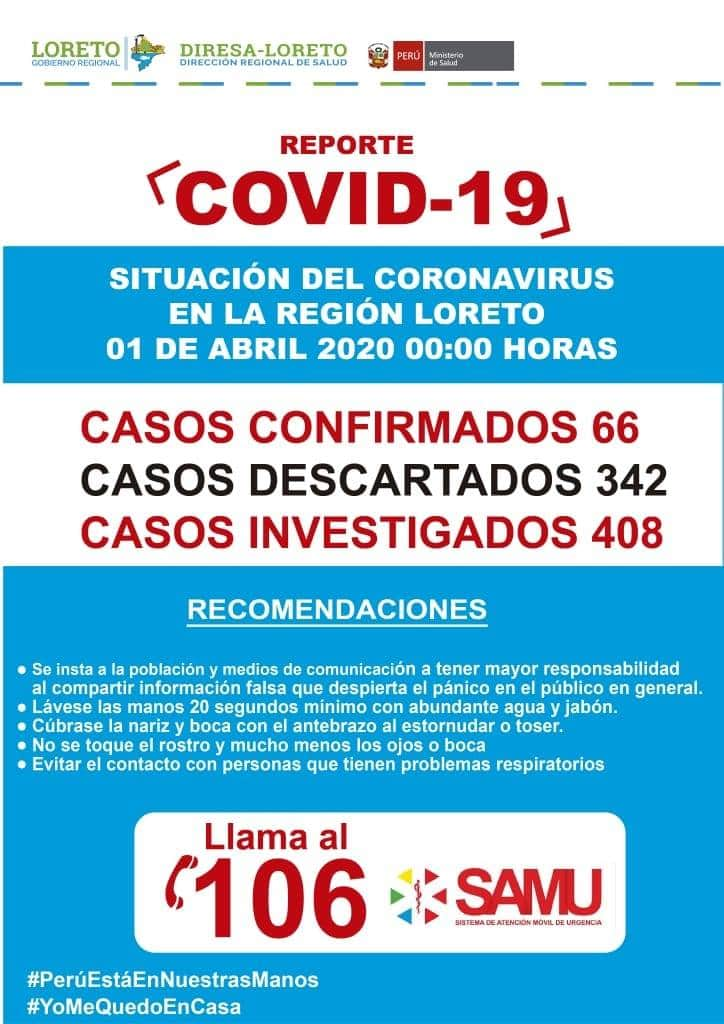 LORETO
GOBIERNO REGIONAL
DIRESA-LORETO
DIRECCIÓN REGIONAL DE SALUD
PERÚ
Ministerio
de Salud
REPORTE
COVID-19
SITUACIÓN DEL CORONAVIRUS
EN LA REGIÓN LORETO
01 DE ABRIL 2020 00:00 HORAS
CASOS CONFIRMADOS 66
CASOS DESCARTADOS 342
CASOS INVESTIGADOS 408
RECOMENDACIONES
● Se insta a la población y medios de comunicación a tener mayor responsabilidad
al compartir información falsa que despierta el pánico en el público en general.
● Lávese las manos 20 segundos mínimo con abundante agua y jabón.
● Cúbrase la nariz y boca con el antebrazo al estornudar o toser.
● No se toque el rostro y mucho menos los ojos o boca
● Evitar el contacto con personas que tienen problemas respiratorios
Llama al
106
SAMU
SISTEMA DE ATENCIÓN MÓVIL DE URGENCIA
#PerúEstáEnNuestrasManos
#YoMeQuedoEnCasa